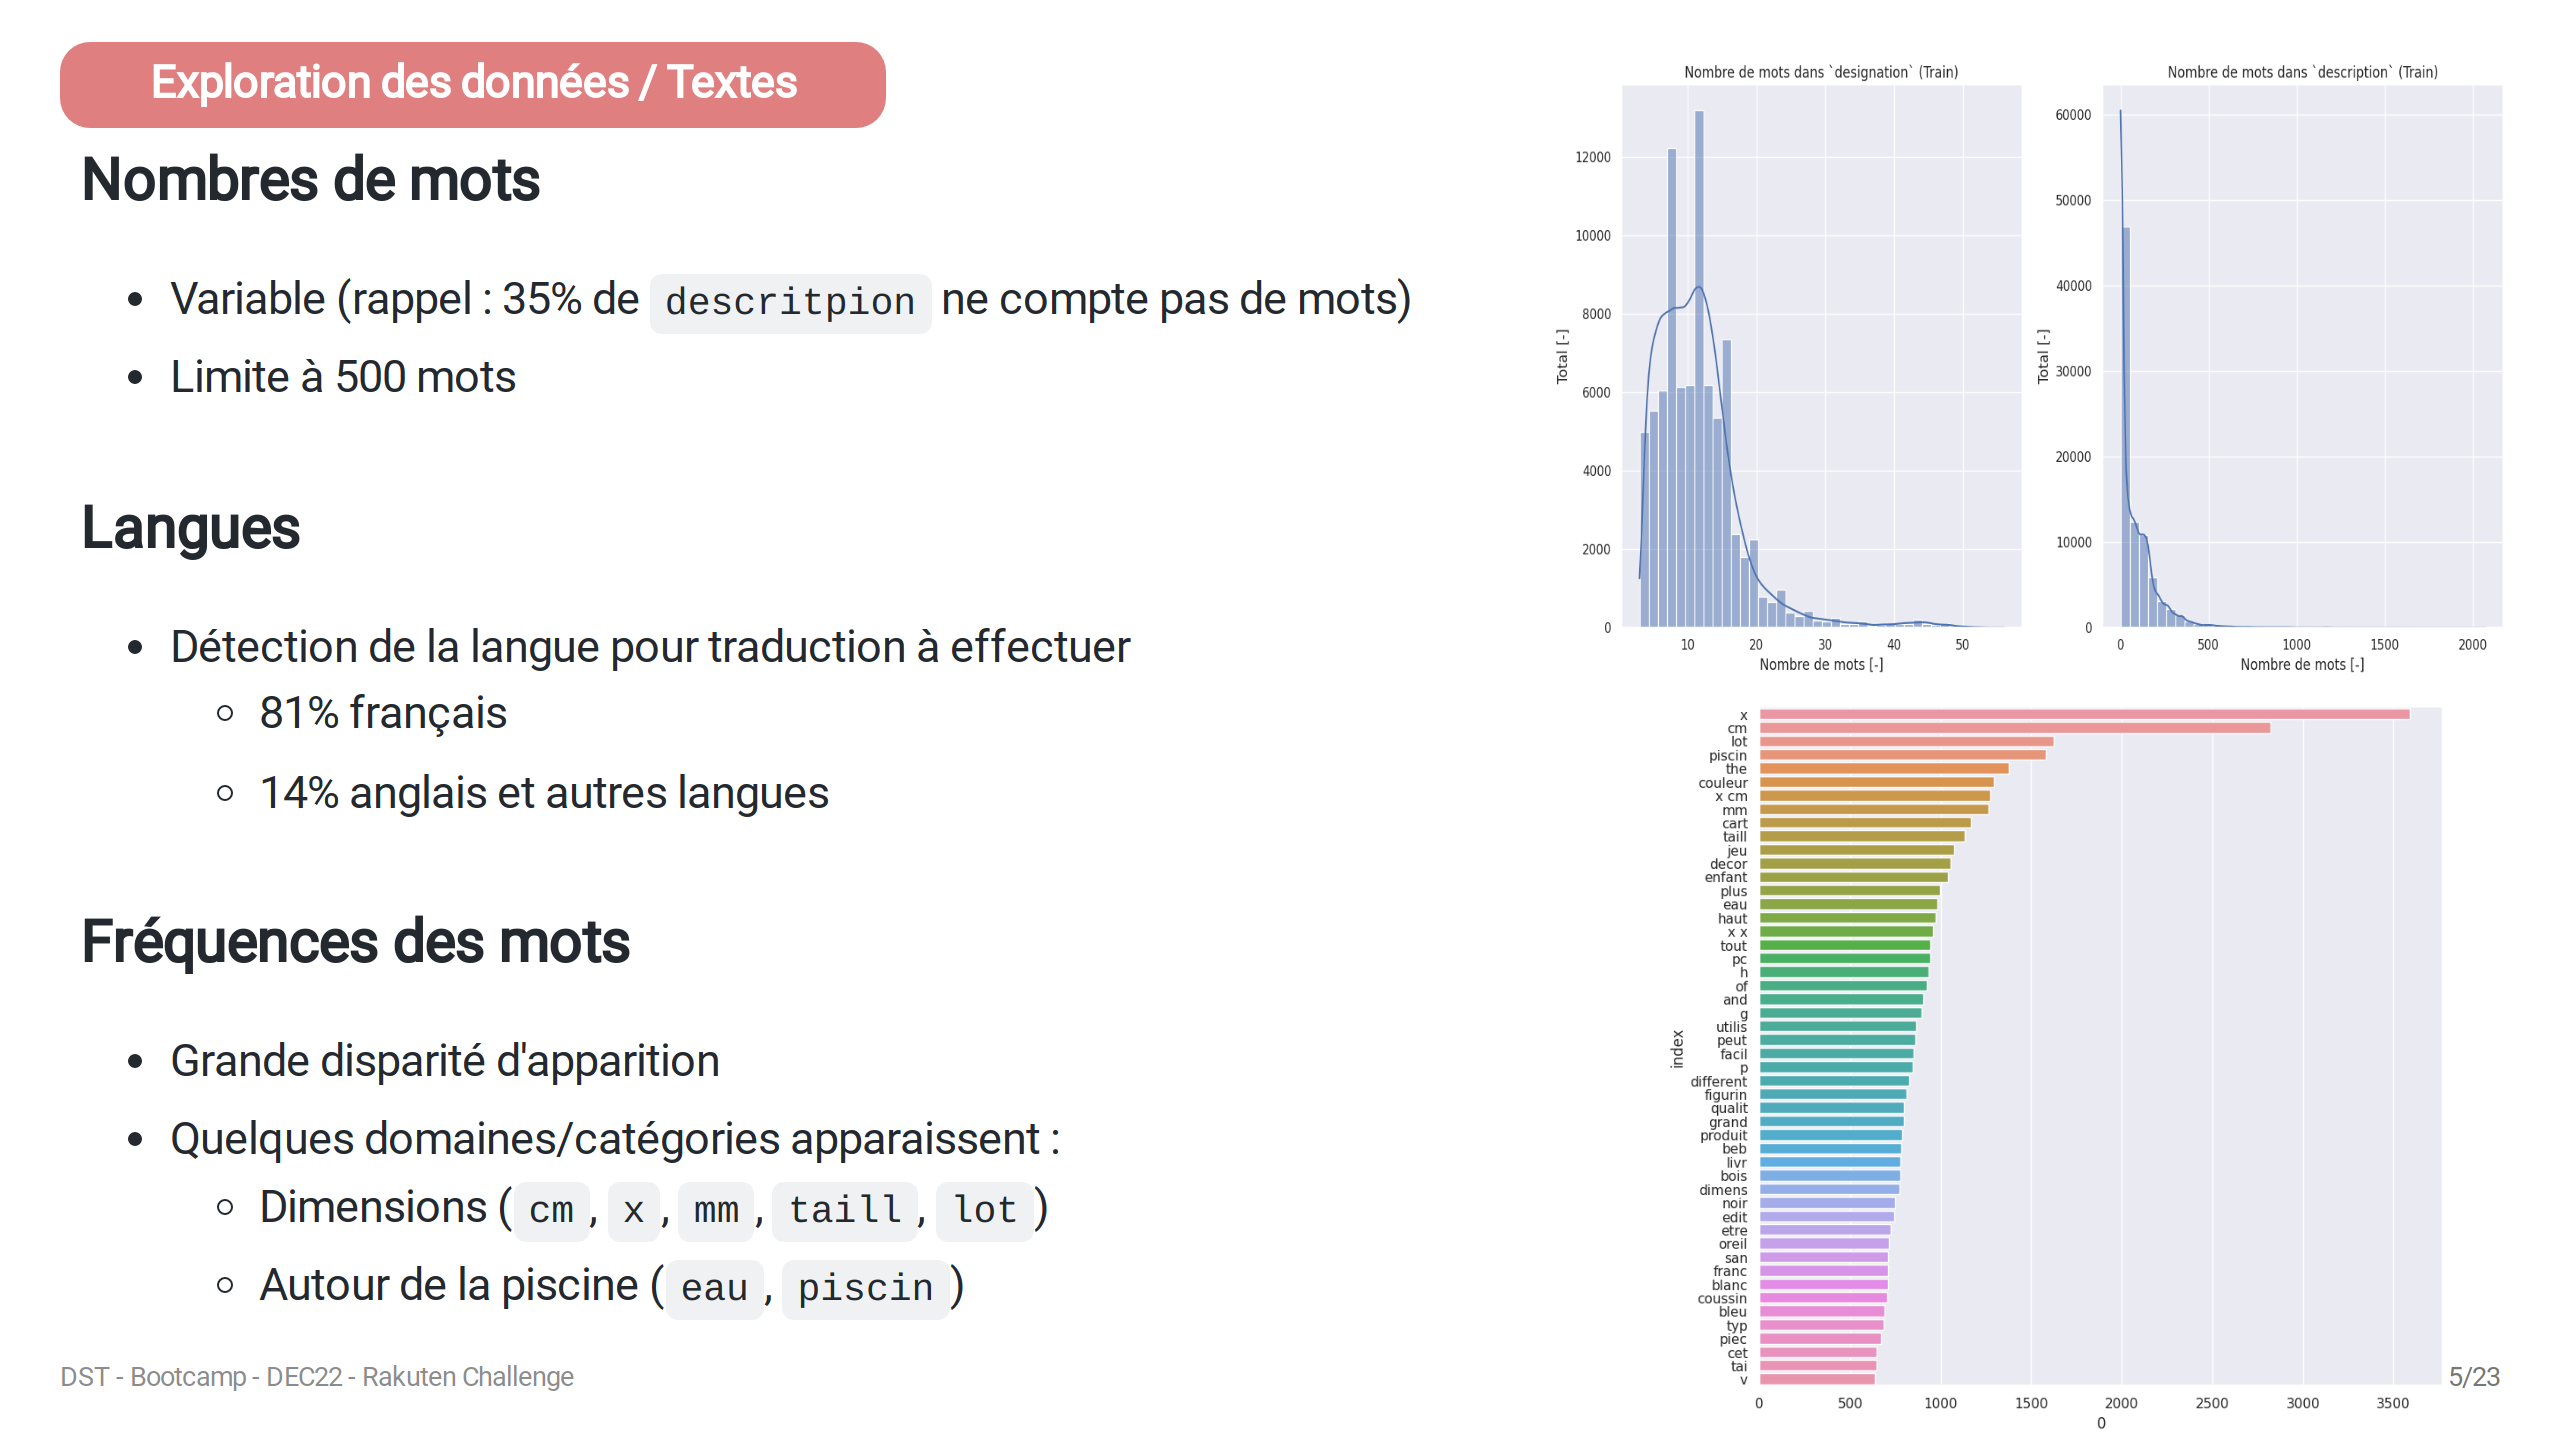 Exploration des données / Textes
Nombres de mots
Variable (rappel : 35% de descritpion ne compte pas de mots)
Limite à 500 mots
Langues
Détection de la langue pour traduction à effectuer
81% français
14% anglais et autres langues
Fréquences des mots
Grande disparité d'apparition
Quelques domaines/catégories apparaissent :
Dimensions ( cm , x , mm , taill , lot )
Autour de la piscine ( eau , piscin )
DST - Bootcamp - DEC22 - Rakuten Challenge
Nombre de mots dans `designation` (Train)
Total [-]
12000
10000
8000
6000
4000
2000
0
10 20 30 40 50
Nombre de mots [-]
Nombre de mots dans `description` (Train)
Total [-]
60000
50000
40000
30000
20000
10000
0
0 500 1000 1500 2000
Nombre de mots [-]
index
x
cm
lot
piscin
the
couleur
x cm
mm
cart
taill
jeu
decor
enfant
plus
eau
haut
x x
tout
pc
h
of
and
g
utilis
peut
facil
p
different
figurin
qualit
grand
produit
beb
livr
bois
dimens
noir
edit
etre
oreil
san
franc
blanc
coussin
bleu
typ
piec
cet
tai
v
0 500 1000 1500 2000 2500 3000 3500
0
5/23